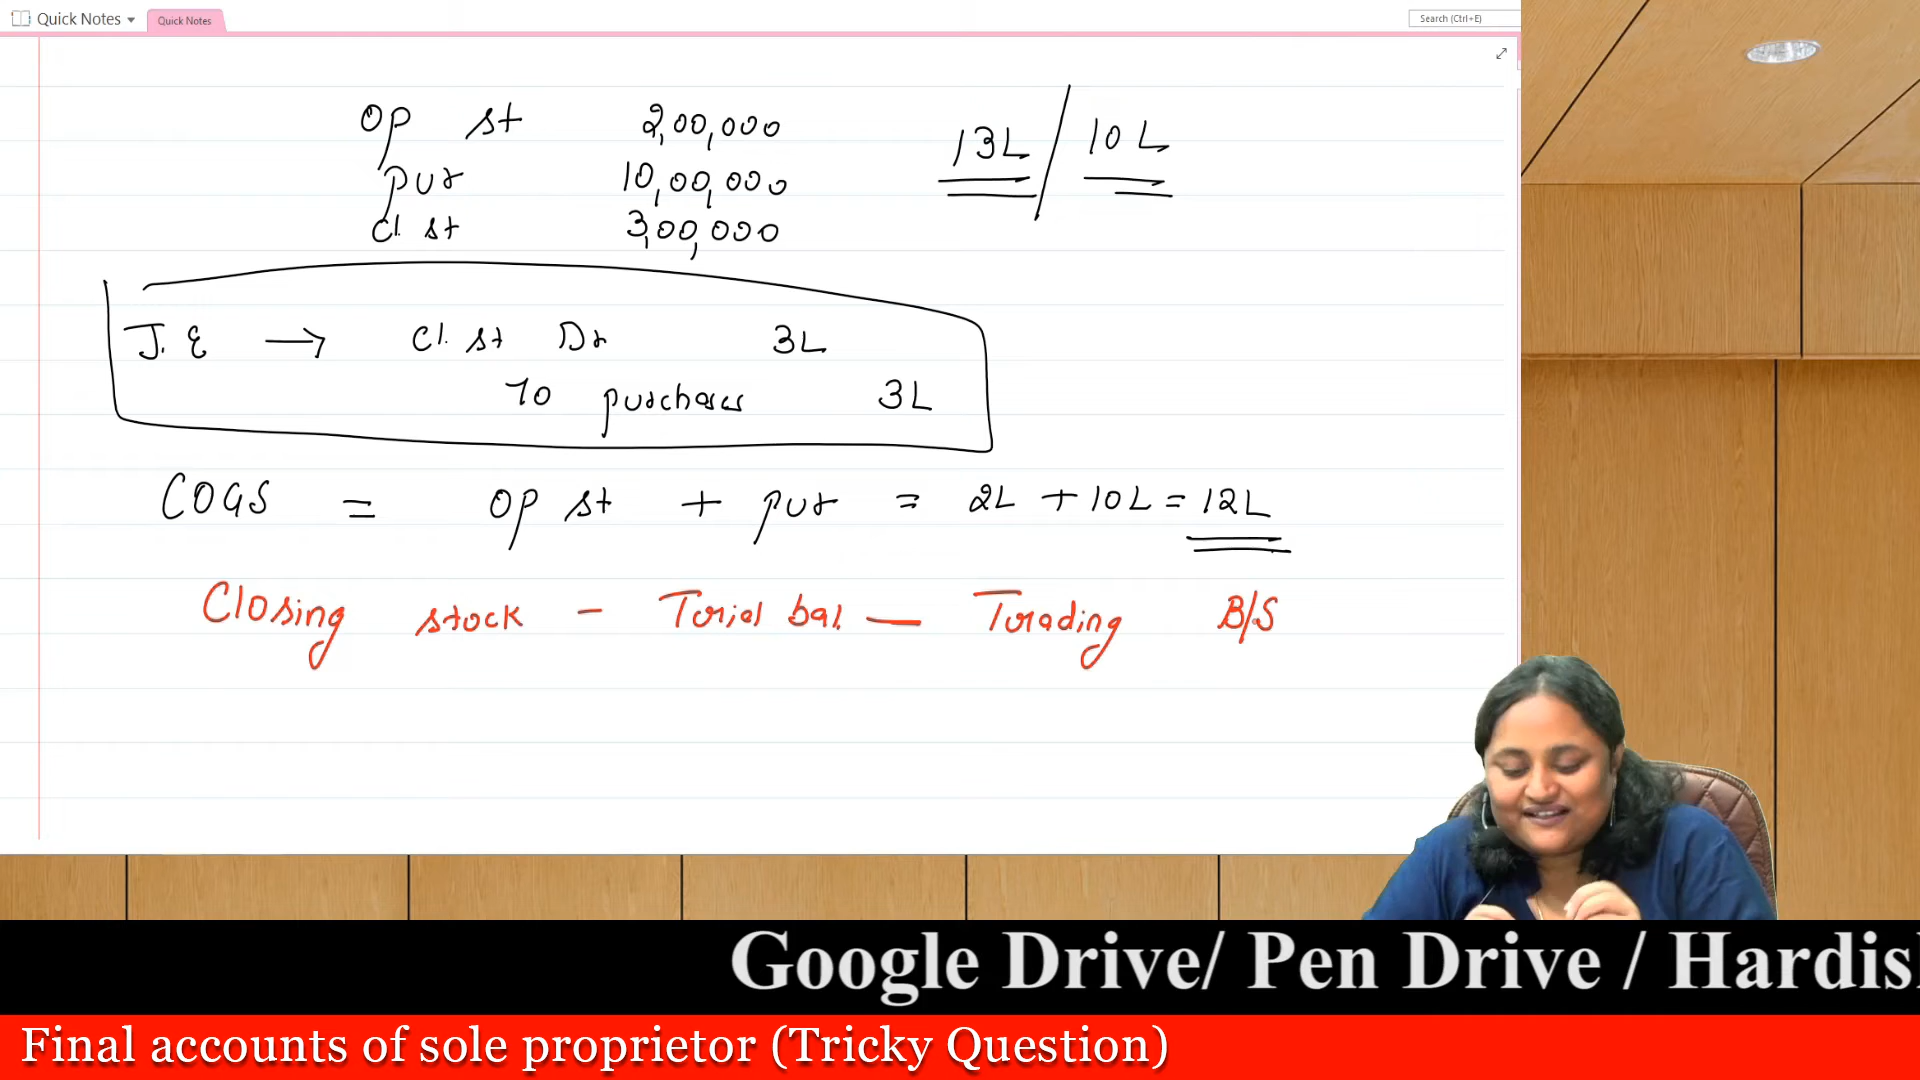 Quick Notes
Quick Notes
Search (Ctrl+E)
Op st 2,00,000
pur 10,00,000
Cl. st 3,00,000
13L / 10L
J.E → Cl. st Dr 3L
To purchases 3L
COGS = OP st + pur = 2L + 10L = 12L
Closing stock - Trial bal. — Trading B/S
Google Drive/ Pen Drive / Hardis
Final accounts of sole proprietor (Tricky Question)